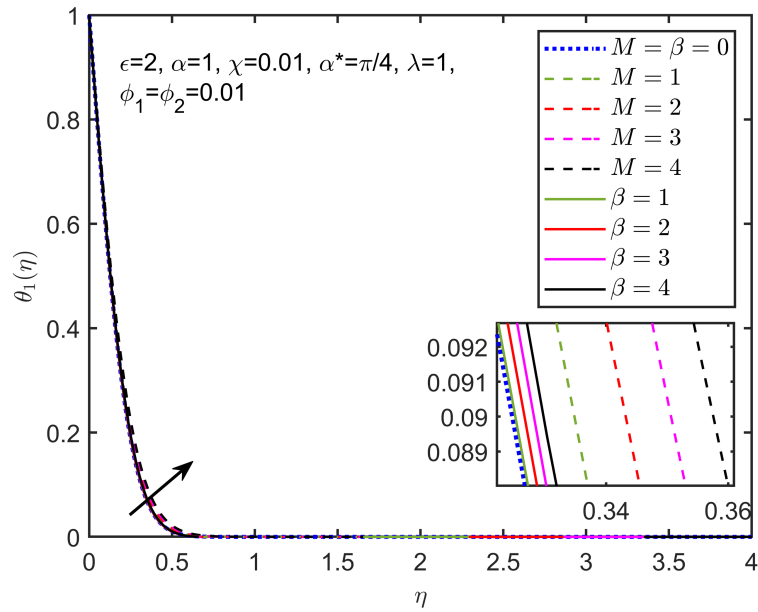 1
0.8
0.6
0.4
0.2
0
θ₁(η)
ϵ=2, α=1, χ=0.01, α*=π/4, λ=1,
ϕ₁=ϕ₂=0.01
M = β = 0
M = 1
M = 2
M = 3
M = 4
β = 1
β = 2
β = 3
β = 4
0.092
0.091
0.09
0.089
0.34 0.36
0 0.5 1 1.5 2 2.5 3 3.5 4
η